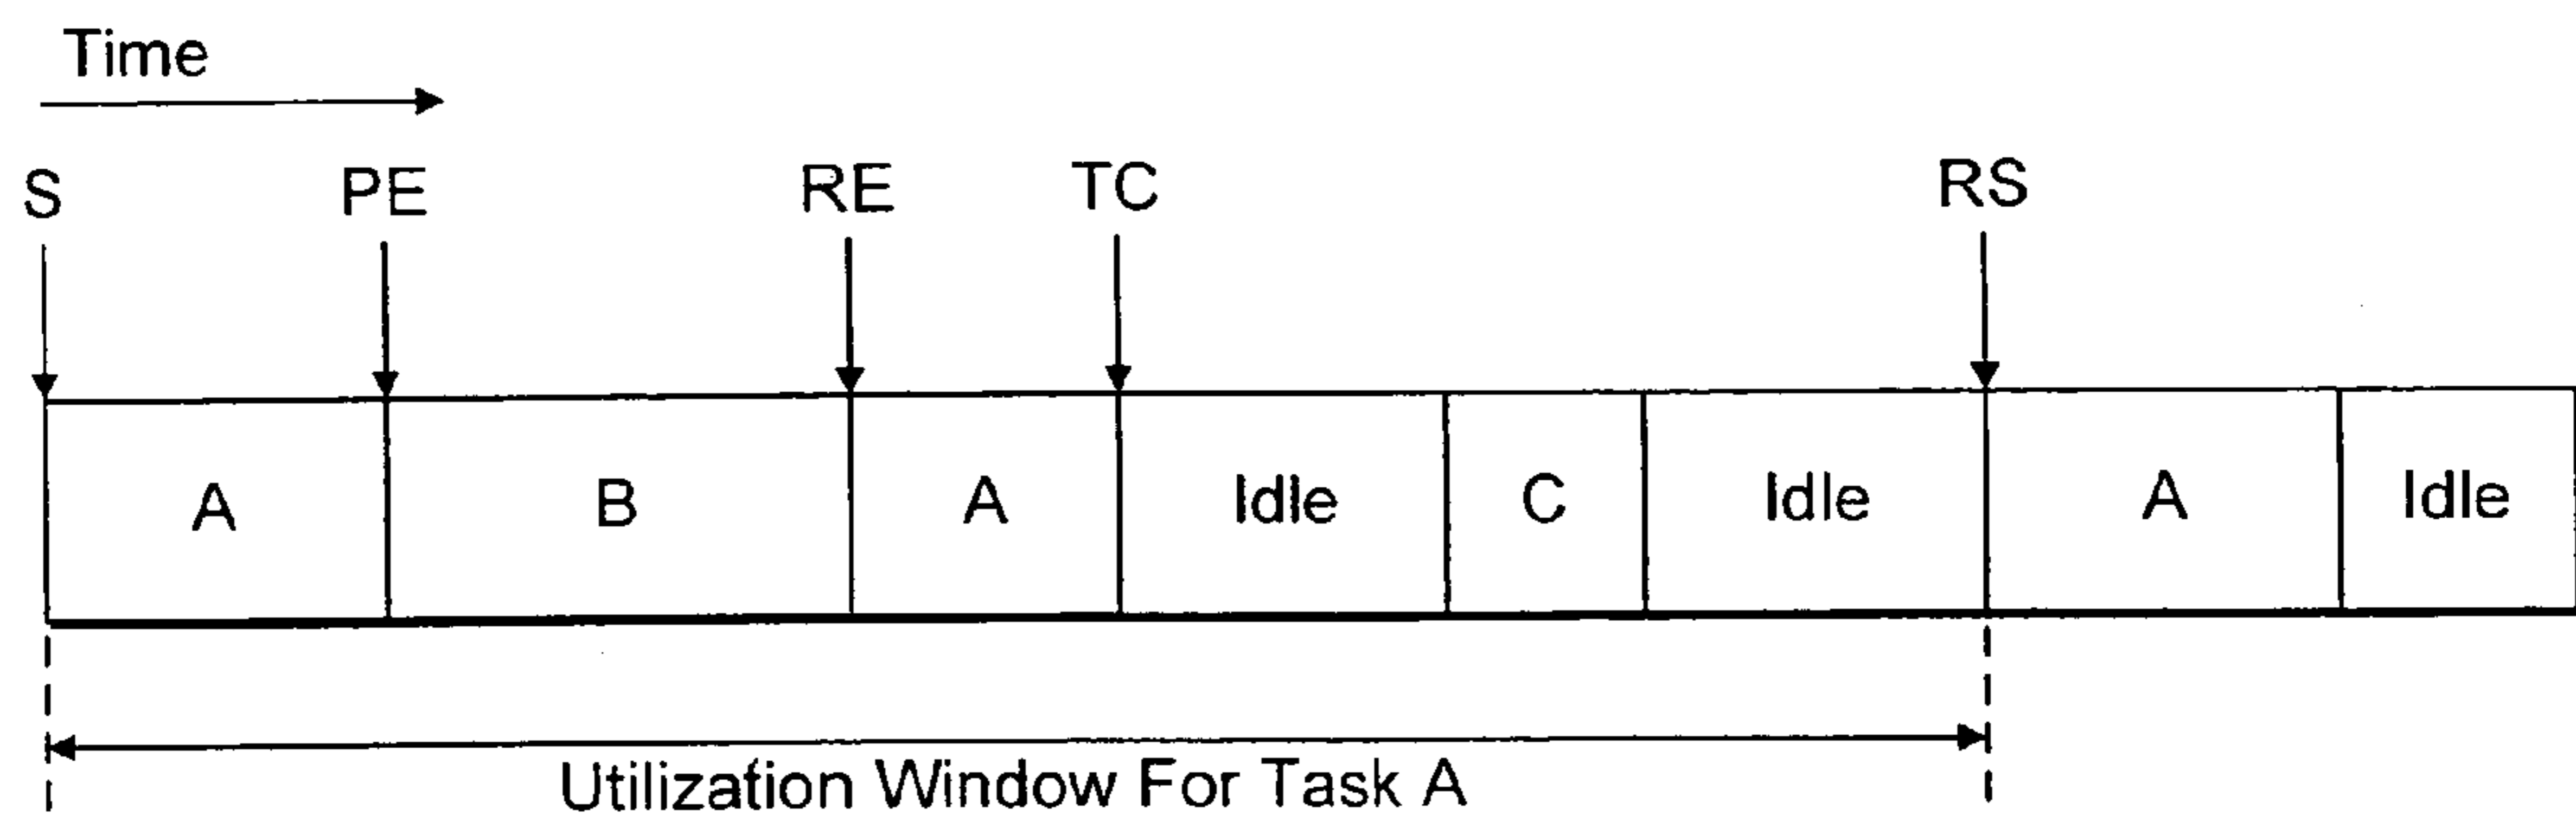 Time
S PE RE TC RS
A B A Idle C Idle A Idle
Utilization Window For Task A